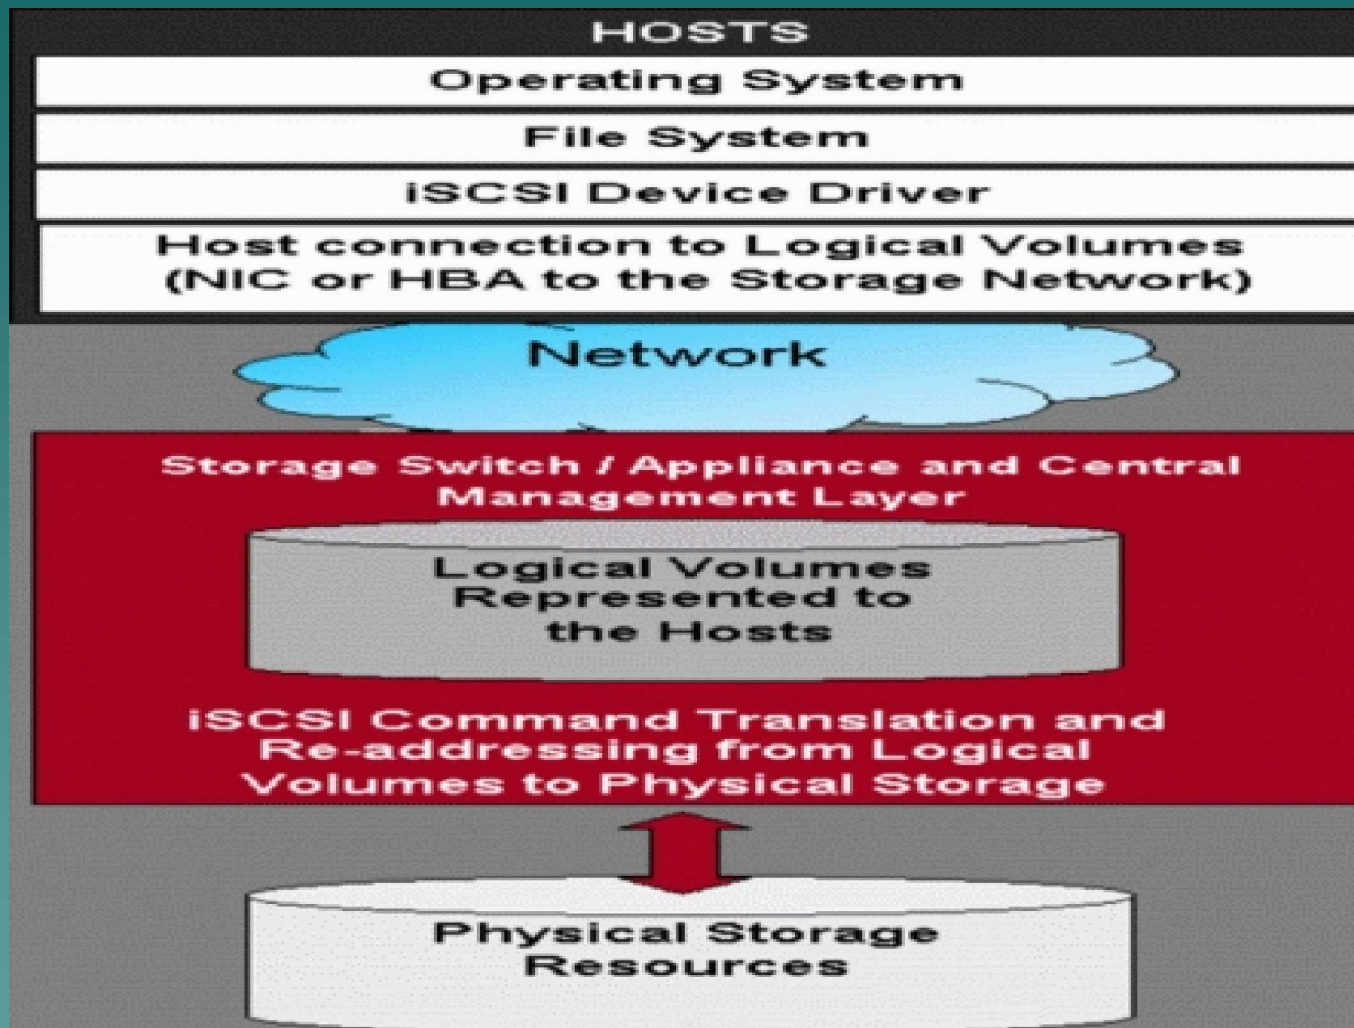 HOSTS
Operating System
File System
iSCSI Device Driver
Host connection to Logical Volumes
(NIC or HBA to the Storage Network)
Network
Storage Switch / Appliance and Central
Management Layer
Logical Volumes
Represented to
the Hosts
iSCSI Command Translation and
Re-addressing from Logical
Volumes to Physical Storage
Physical Storage
Resources